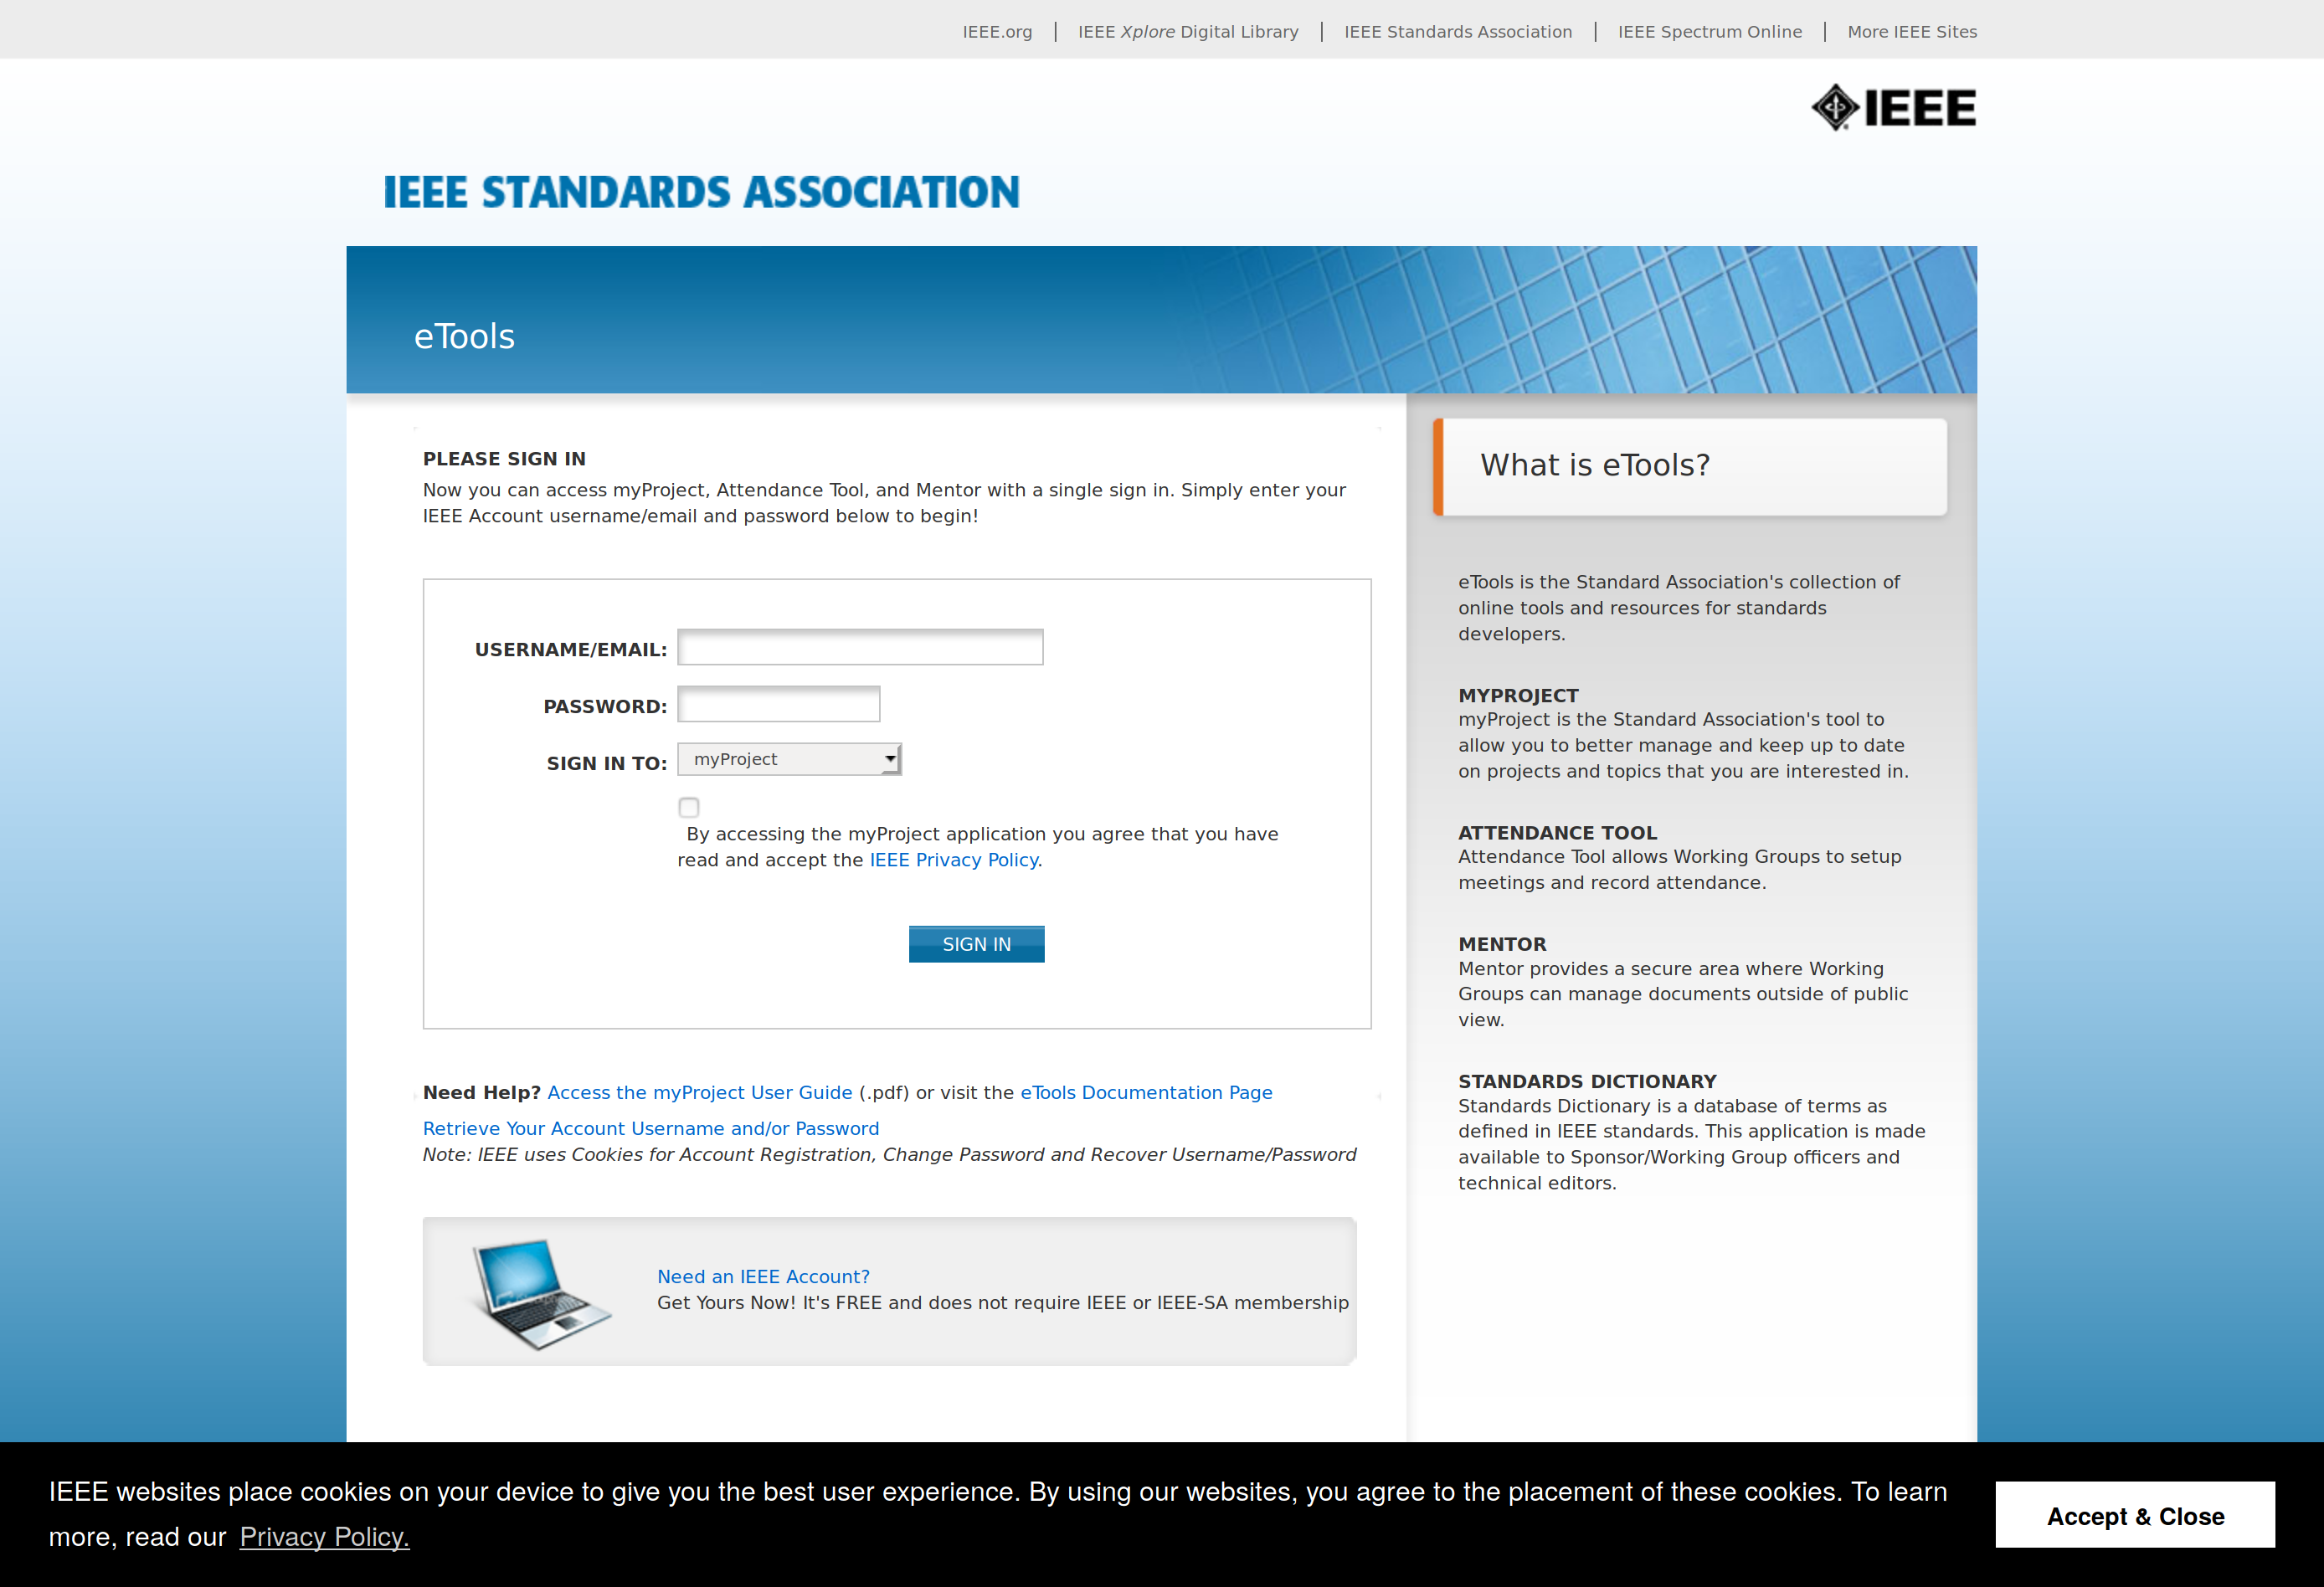 IEEE.org
IEEE Xplore Digital Library
IEEE Standards Association
IEEE Spectrum Online
More IEEE Sites
IEEE
IEEE STANDARDS ASSOCIATION
eTools
PLEASE SIGN IN
Now you can access myProject, Attendance Tool, and Mentor with a single sign in. Simply enter your
IEEE Account username/email and password below to begin!
USERNAME/EMAIL:
PASSWORD:
SIGN IN TO: myProject
By accessing the myProject application you agree that you have
read and accept the IEEE Privacy Policy.
SIGN IN
Need Help? Access the myProject User Guide (.pdf) or visit the eTools Documentation Page
Retrieve Your Account Username and/or Password
Note: IEEE uses Cookies for Account Registration, Change Password and Recover Username/Password
Need an IEEE Account?
Get Yours Now! It's FREE and does not require IEEE or IEEE-SA membership
What is eTools?
eTools is the Standard Association's collection of
online tools and resources for standards
developers.
MYPROJECT
myProject is the Standard Association's tool to
allow you to better manage and keep up to date
on projects and topics that you are interested in.
ATTENDANCE TOOL
Attendance Tool allows Working Groups to setup
meetings and record attendance.
MENTOR
Mentor provides a secure area where Working
Groups can manage documents outside of public
view.
STANDARDS DICTIONARY
Standards Dictionary is a database of terms as
defined in IEEE standards. This application is made
available to Sponsor/Working Group officers and
technical editors.
IEEE websites place cookies on your device to give you the best user experience. By using our websites, you agree to the placement of these cookies. To learn
more, read our Privacy Policy.
Accept & Close